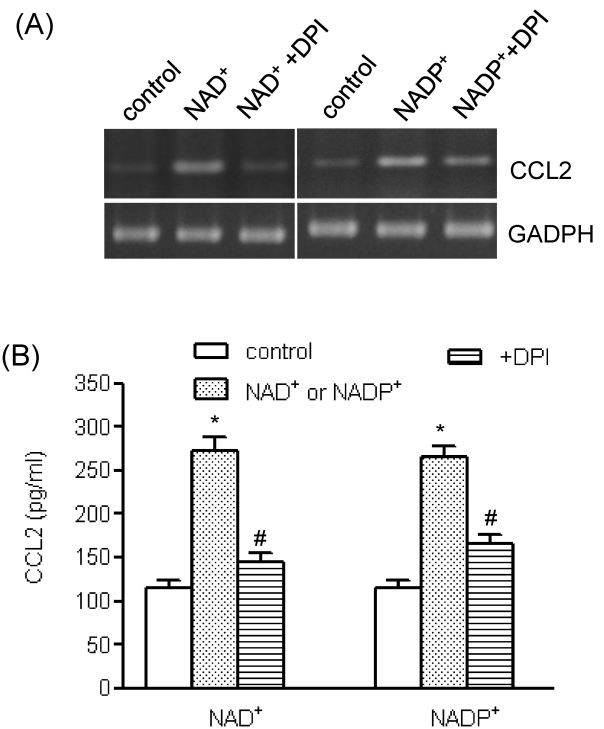 (A)
control NAD⁺ NAD⁺ +DPI control NADP⁺ NADP⁺+DPI
CCL2
GADPH
(B)
control +DPI
NAD⁺ or NADP⁺
CCL2 (pg/ml)
350
300
250
200
150
100
50
0
* # * #
NAD⁺ NADP⁺